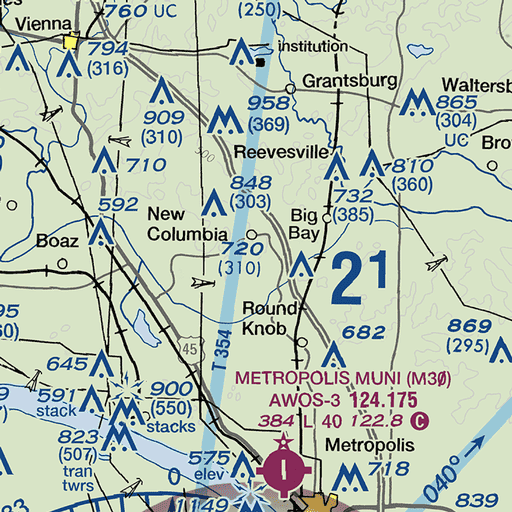 760 UC
(250)
Vienna
institution
794
(316)
Grantsburg
Waltersb
909
(310)
958
(369)
865
(304)
UC
Reevesville
Bro
710
810
(360)
848
(303)
732
(385)
592
New
Columbia
Big
Bay
Boaz
720
(310)
21
Round
Knob
95
60)
682
869
(295)
45
T 354
645
METROPOLIS MUNI (M30)
591
stack
900
(550)
stacks
AWOS-3 124.175
384 L 40 122.8 C
823
(507)
tran
twrs
Metropolis
575
elev
718
040°
1149
839